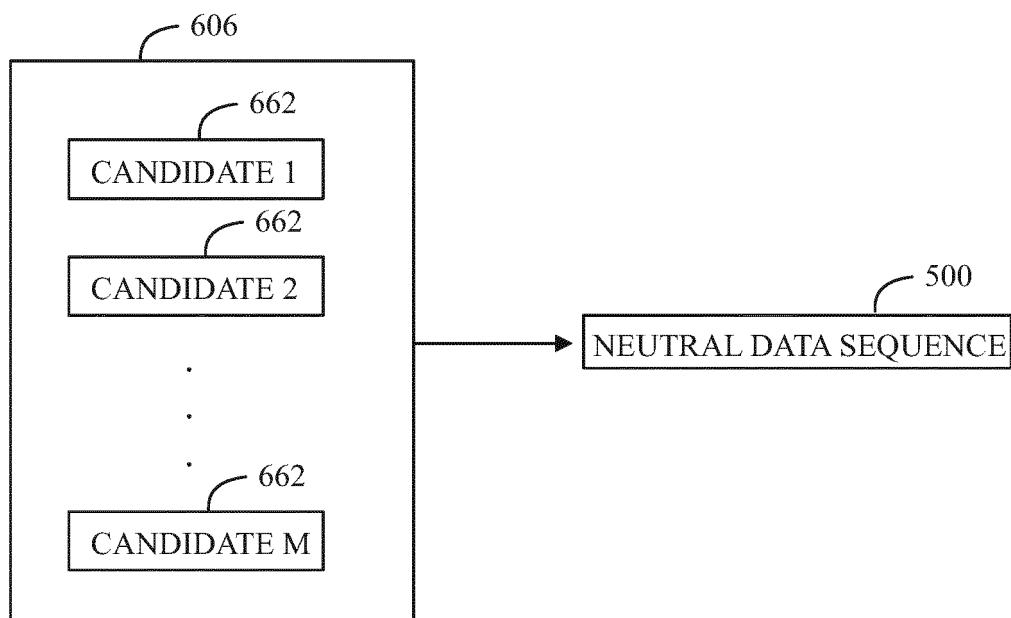 606
662
CANDIDATE 1
662
CANDIDATE 2
500
NEUTRAL DATA SEQUENCE
662
CANDIDATE M